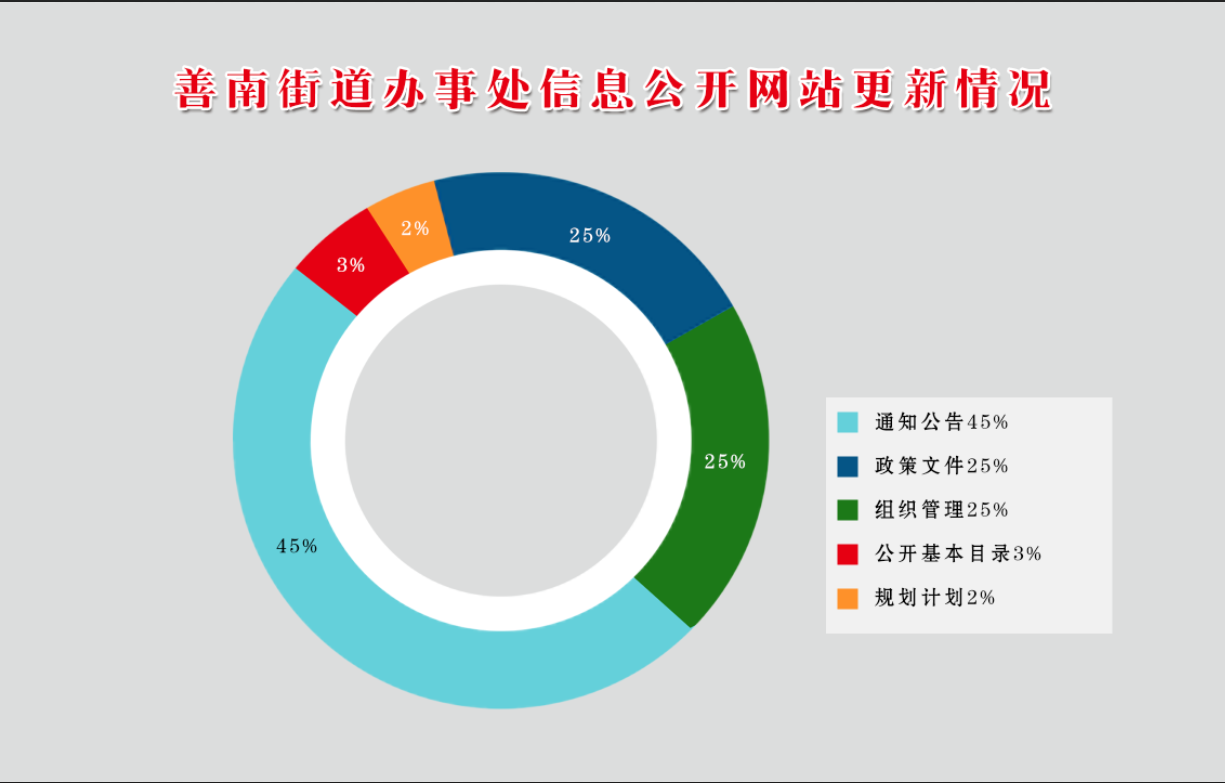 善南街道办事处信息公开网站更新情况
2%
25%
3%
25%
45%
通知公告45%
政策文件25%
组织管理25%
公开基本目录3%
规划计划2%